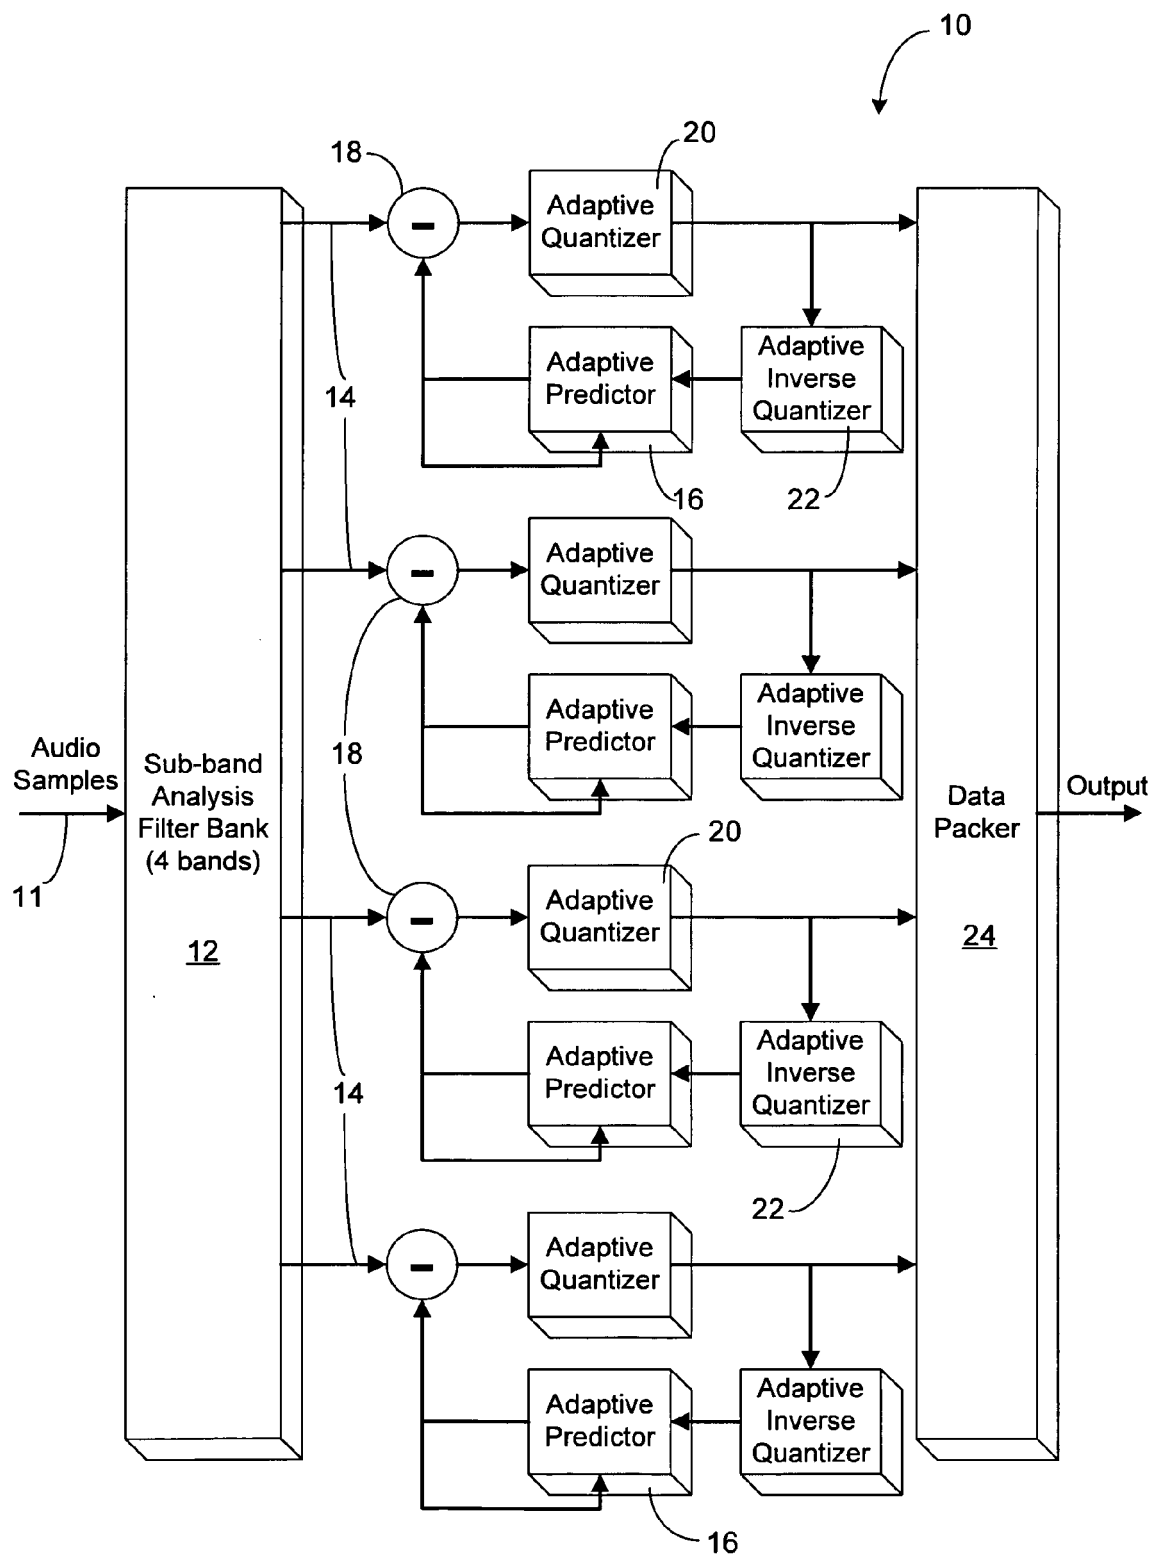 10
20
18
Adaptive
Quantizer
Adaptive
Predictor
Adaptive
Inverse
Quantizer
14
16
22
Adaptive
Quantizer
Adaptive
Predictor
Adaptive
Inverse
Quantizer
18
Audio
Samples
11
Sub-band
Analysis
Filter Bank
(4 bands)
12
Data
Packer
24
Output
20
Adaptive
Quantizer
Adaptive
Predictor
Adaptive
Inverse
Quantizer
14
22
Adaptive
Quantizer
Adaptive
Predictor
Adaptive
Inverse
Quantizer
16